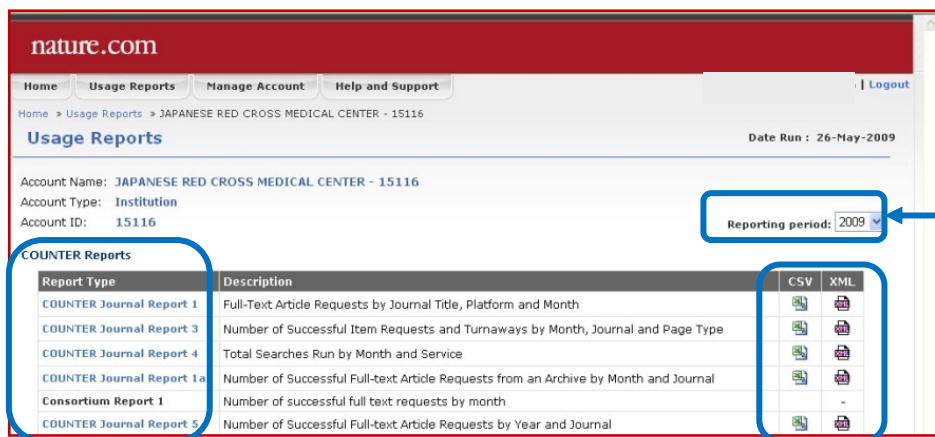 nature.com
Home Usage Reports Manage Account Help and Support | Logout
Home » Usage Reports » JAPANESE RED CROSS MEDICAL CENTER - 15116
Usage Reports Date Run : 26-May-2009
Account Name: JAPANESE RED CROSS MEDICAL CENTER - 15116
Account Type: Institution
Account ID: 15116
Reporting period: 2009
COUNTER Reports
Report Type Description CSV XML
COUNTER Journal Report 1 Full-Text Article Requests by Journal Title, Platform and Month
COUNTER Journal Report 3 Number of Successful Item Requests and Turnaways by Month, Journal and Page Type
COUNTER Journal Report 4 Total Searches Run by Month and Service
COUNTER Journal Report 1a Number of Successful Full-text Article Requests from an Archive by Month and Journal
Consortium Report 1 Number of successful full text requests by month -
COUNTER Journal Report 5 Number of Successful Full-text Article Requests by Year and Journal